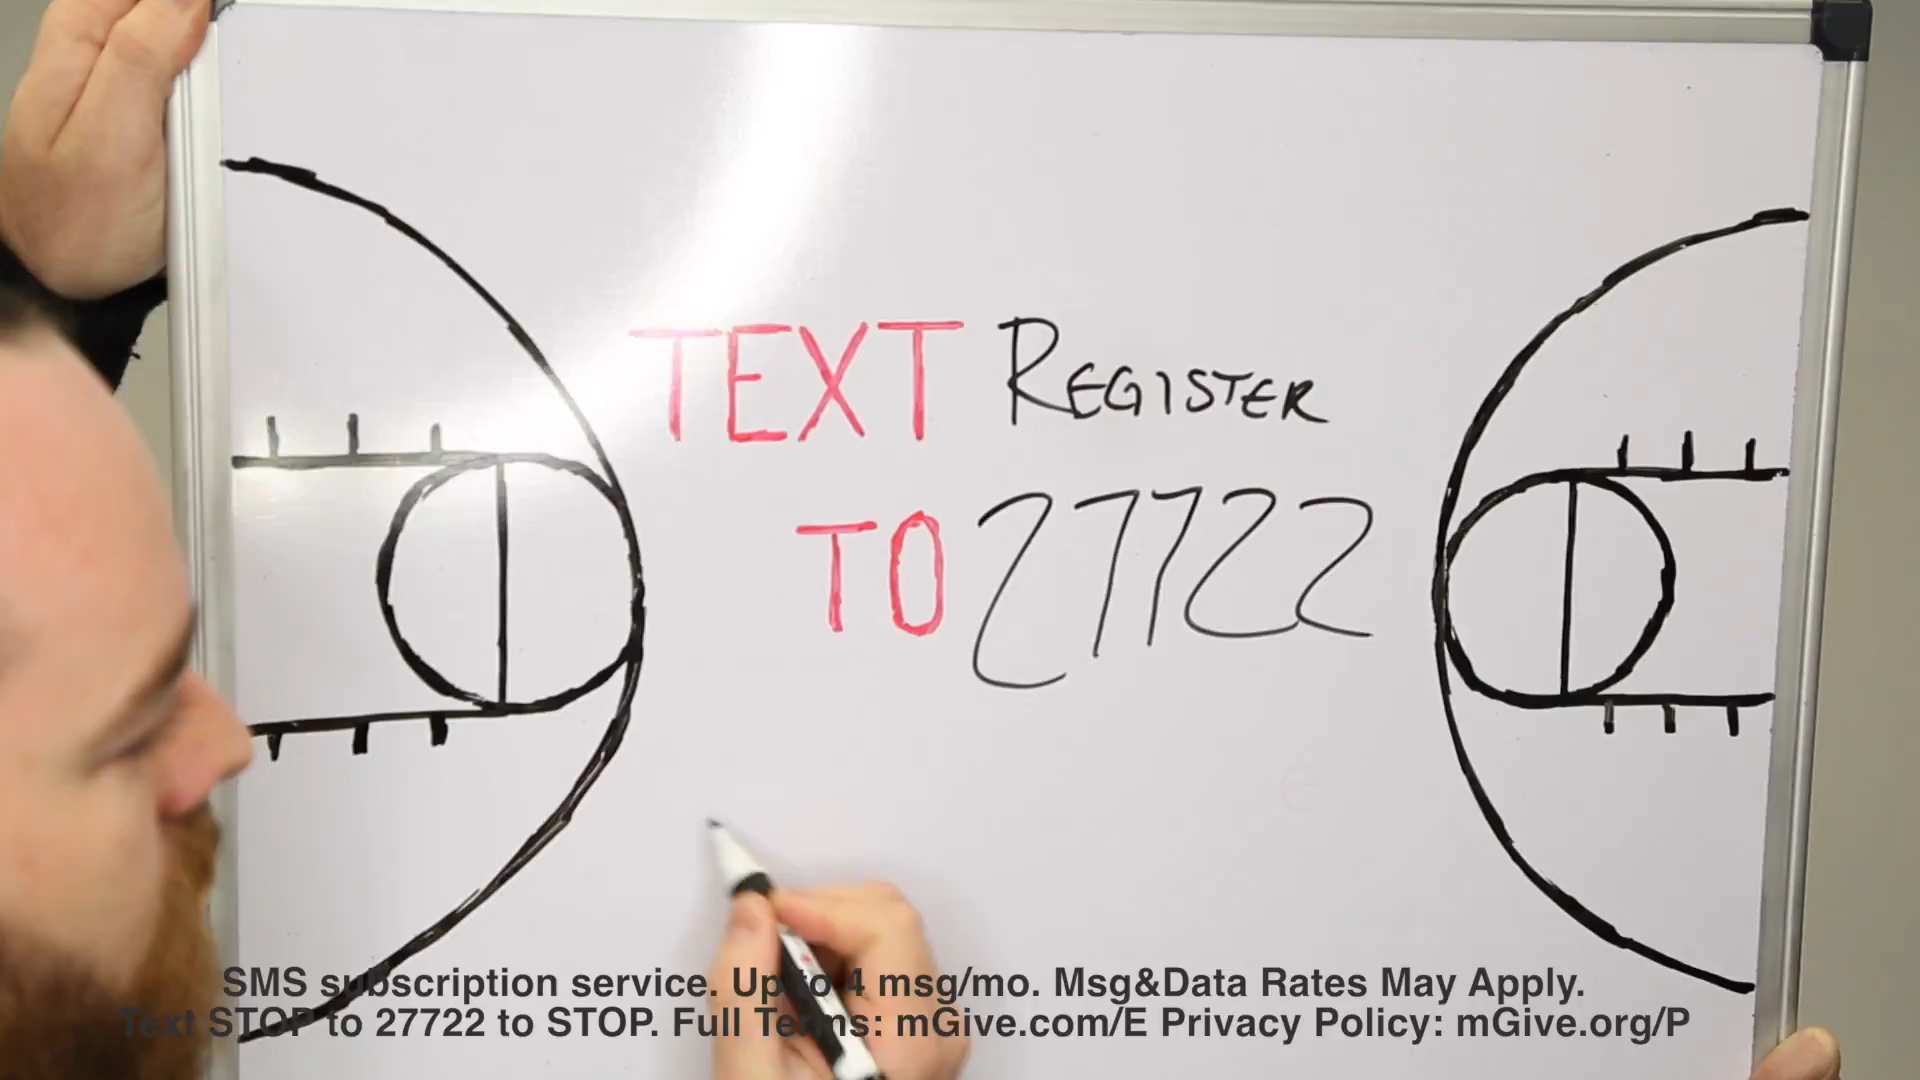 TEXT REGISTER
TO 27722
e
SMS subscription service. Up to 4 msg/mo. Msg&Data Rates May Apply.
Text STOP to 27722 to STOP. Full Terms: mGive.com/E Privacy Policy: mGive.org/P